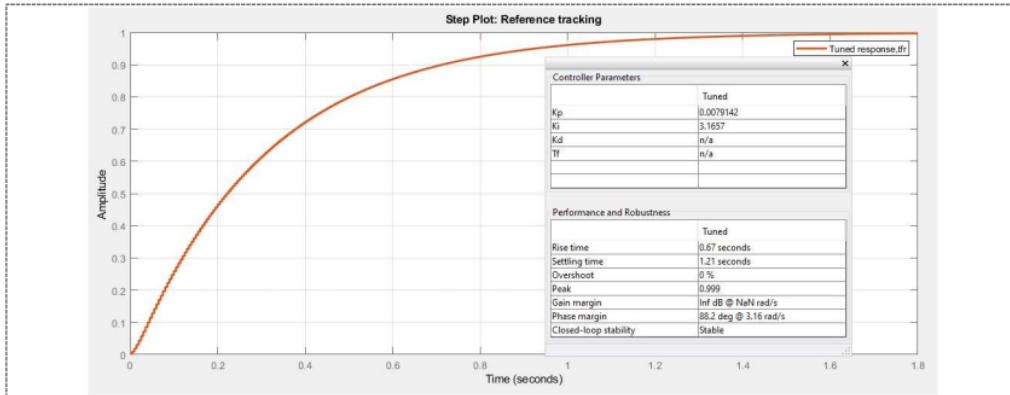 Step Plot: Reference tracking
Tuned response,tfr
Amplitude
1
0.9
0.8
0.7
0.6
0.5
0.4
0.3
0.2
0.1
0
0
0.2
0.4
0.6
0.8
1
1.2
1.4
1.6
1.8
Time (seconds)
Controller Parameters
Tuned
Kp 0.0079142
Ki 3.1657
Kd n/a
Tf n/a
Performance and Robustness
Tuned
Rise time 0.67 seconds
Settling time 1.21 seconds
Overshoot 0 %
Peak 0.999
Gain margin Inf dB @ NaN rad/s
Phase margin 88.2 deg @ 3.16 rad/s
Closed-loop stability Stable